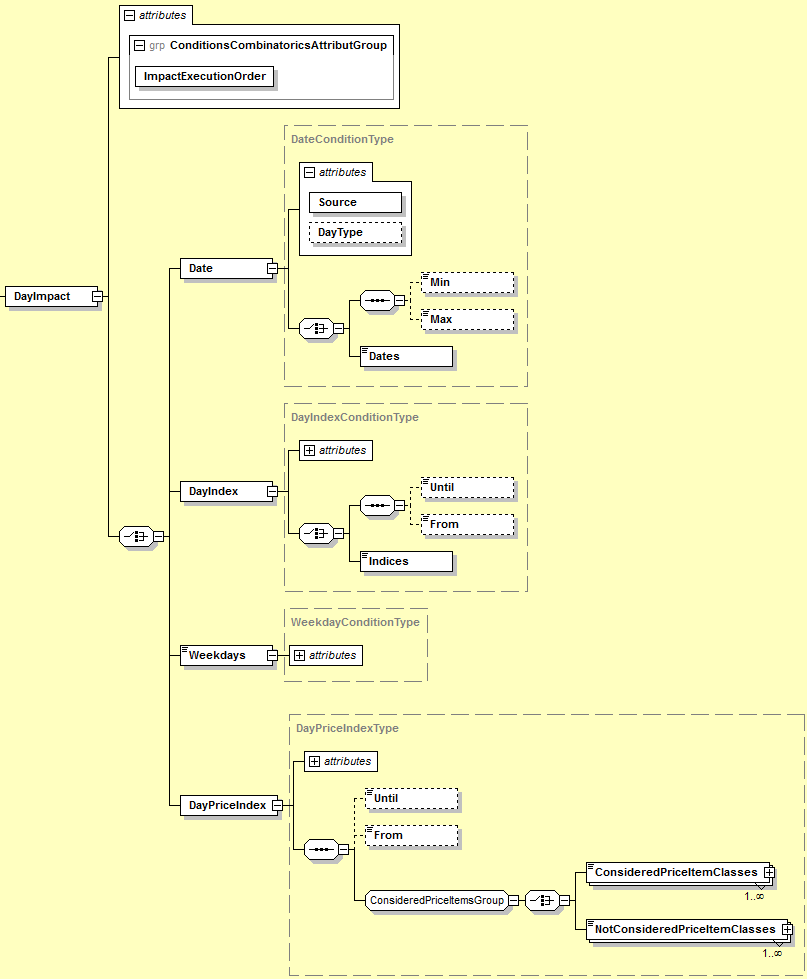 attributes
grp ConditionsCombinatoricsAttributGroup
ImpactExecutionOrder
DateConditionType
attributes
Source
DayType
Date
Min
DayImpact
Max
Dates
DayIndexConditionType
attributes
DayIndex
Until
From
Indices
WeekdayConditionType
Weekdays
attributes
DayPriceIndexType
attributes
DayPriceIndex
Until
From
ConsideredPriceItemClasses
1..∞
ConsideredPriceItemsGroup
NotConsideredPriceItemClasses
1..∞